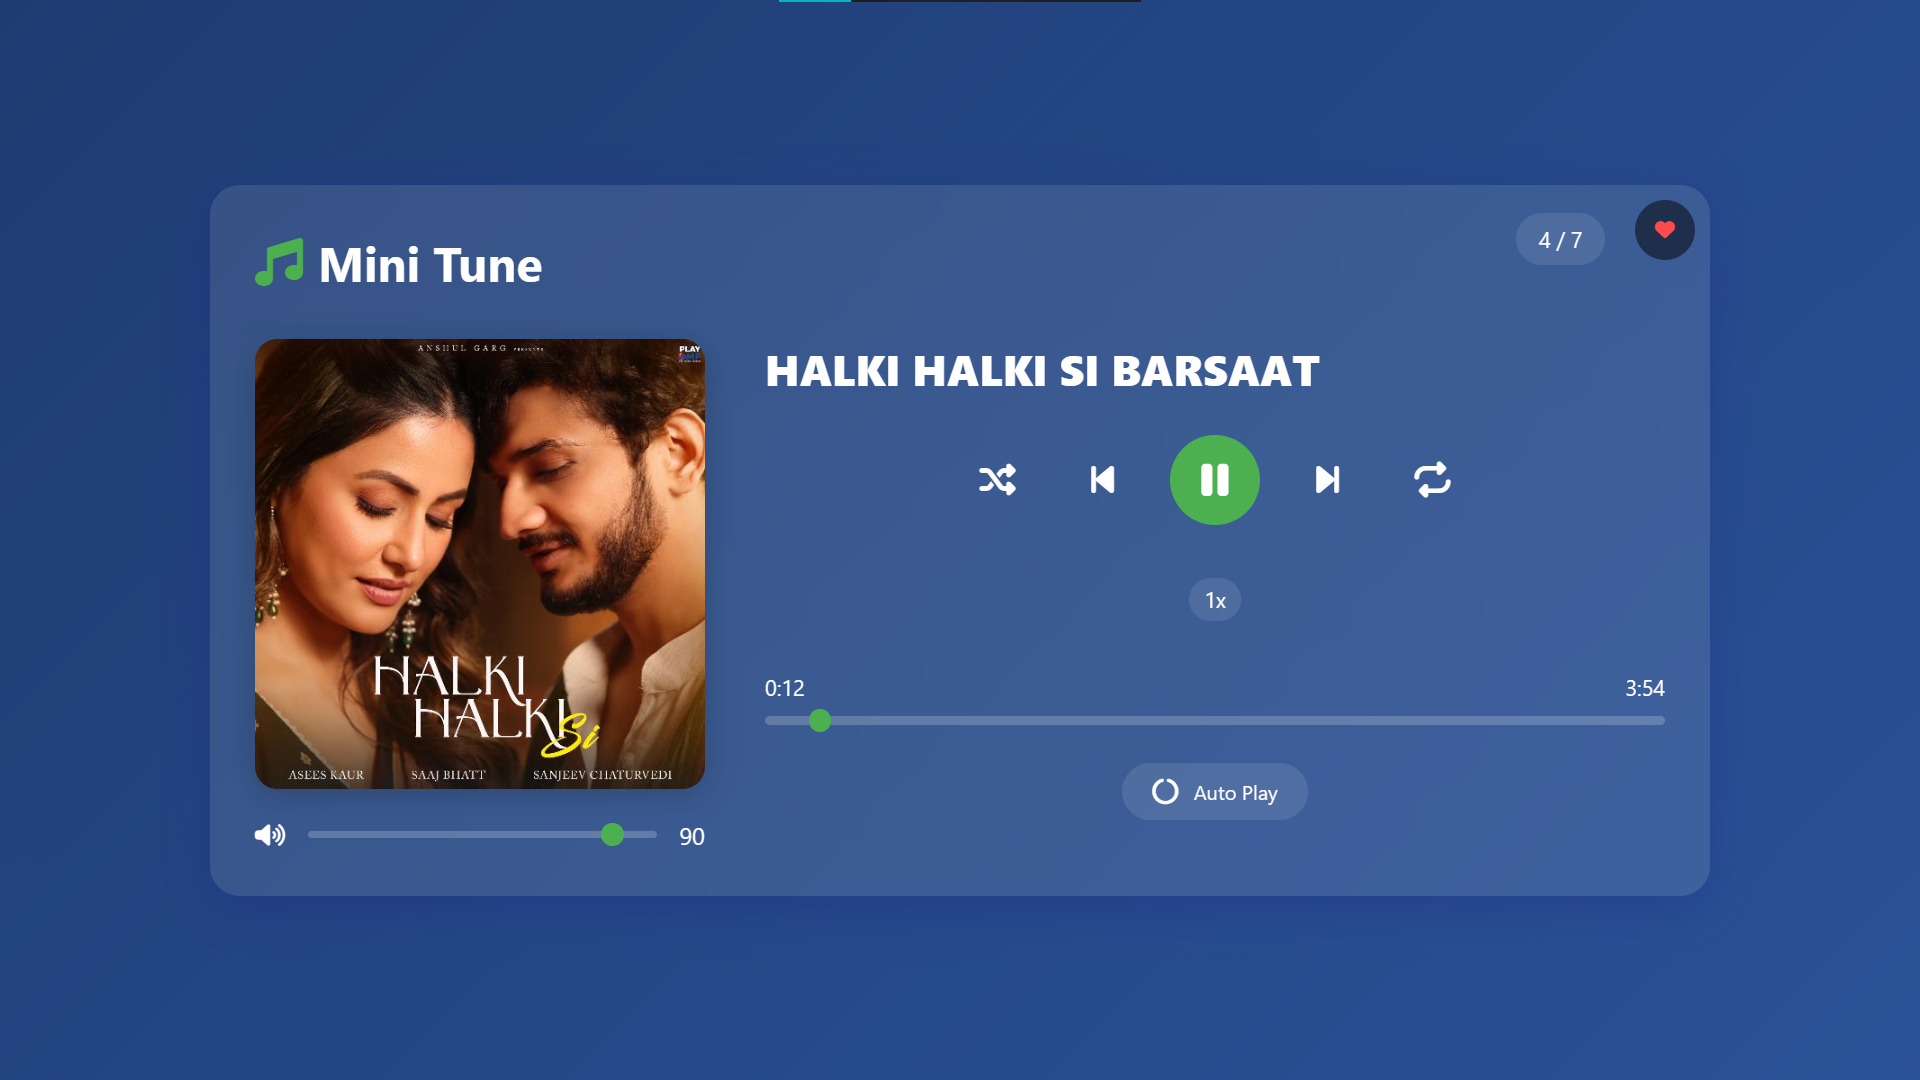 4 / 7
Mini Tune
ANSHUL GARG PRESENTS
PLAY
DMF
HALKI HALKI SI BARSAAT
1x
HALKI
HALKI
Si
0:12
3:54
ASEES KAUR SAAJ BHATT SANJEEV CHATURVEDI
Auto Play
90